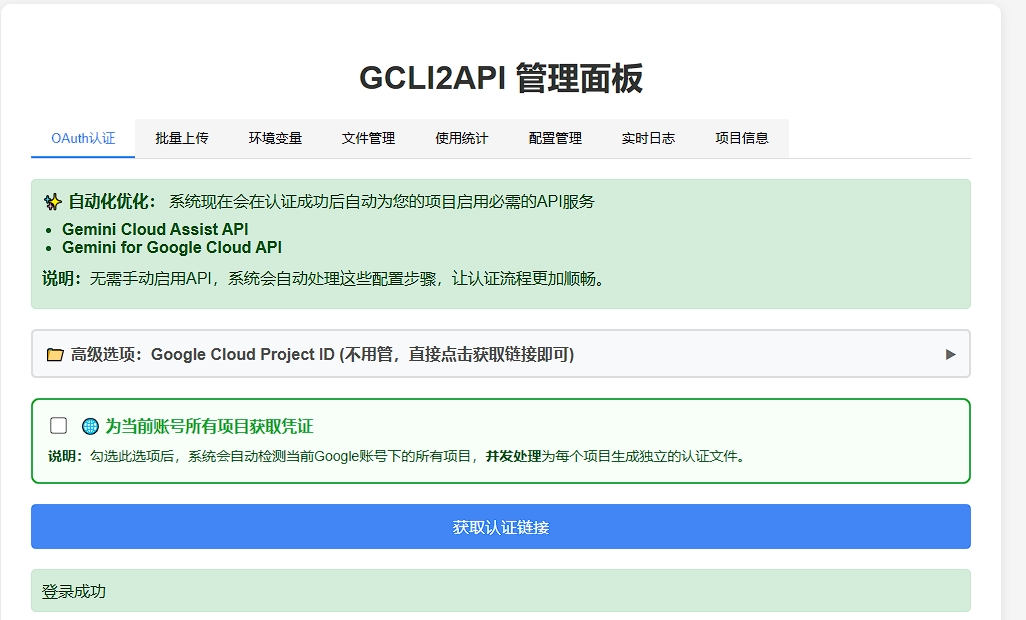 GCLI2API 管理面板
OAuth认证 批量上传 环境变量 文件管理 使用统计 配置管理 实时日志 项目信息
✨ 自动化优化： 系统现在会在认证成功后自动为您的项目启用必需的API服务
• Gemini Cloud Assist API
• Gemini for Google Cloud API
说明：无需手动启用API，系统会自动处理这些配置步骤，让认证流程更加顺畅。
📁 高级选项：Google Cloud Project ID (不用管，直接点击获取链接即可) ▶
🌐 为当前账号所有项目获取凭证
说明：勾选此选项后，系统会自动检测当前Google账号下的所有项目，并发处理为每个项目生成独立的认证文件。
获取认证链接
登录成功